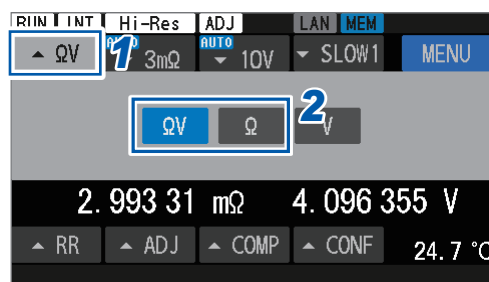 RUN INT Hi-Res ADJ LAN MEM
ΩV 1 AUTO 3mΩ AUTO 10V SLOW1 MENU
ΩV Ω 2 V
2.993 31 mΩ 4.096 355 V
RR ADJ COMP CONF 24.7 °C